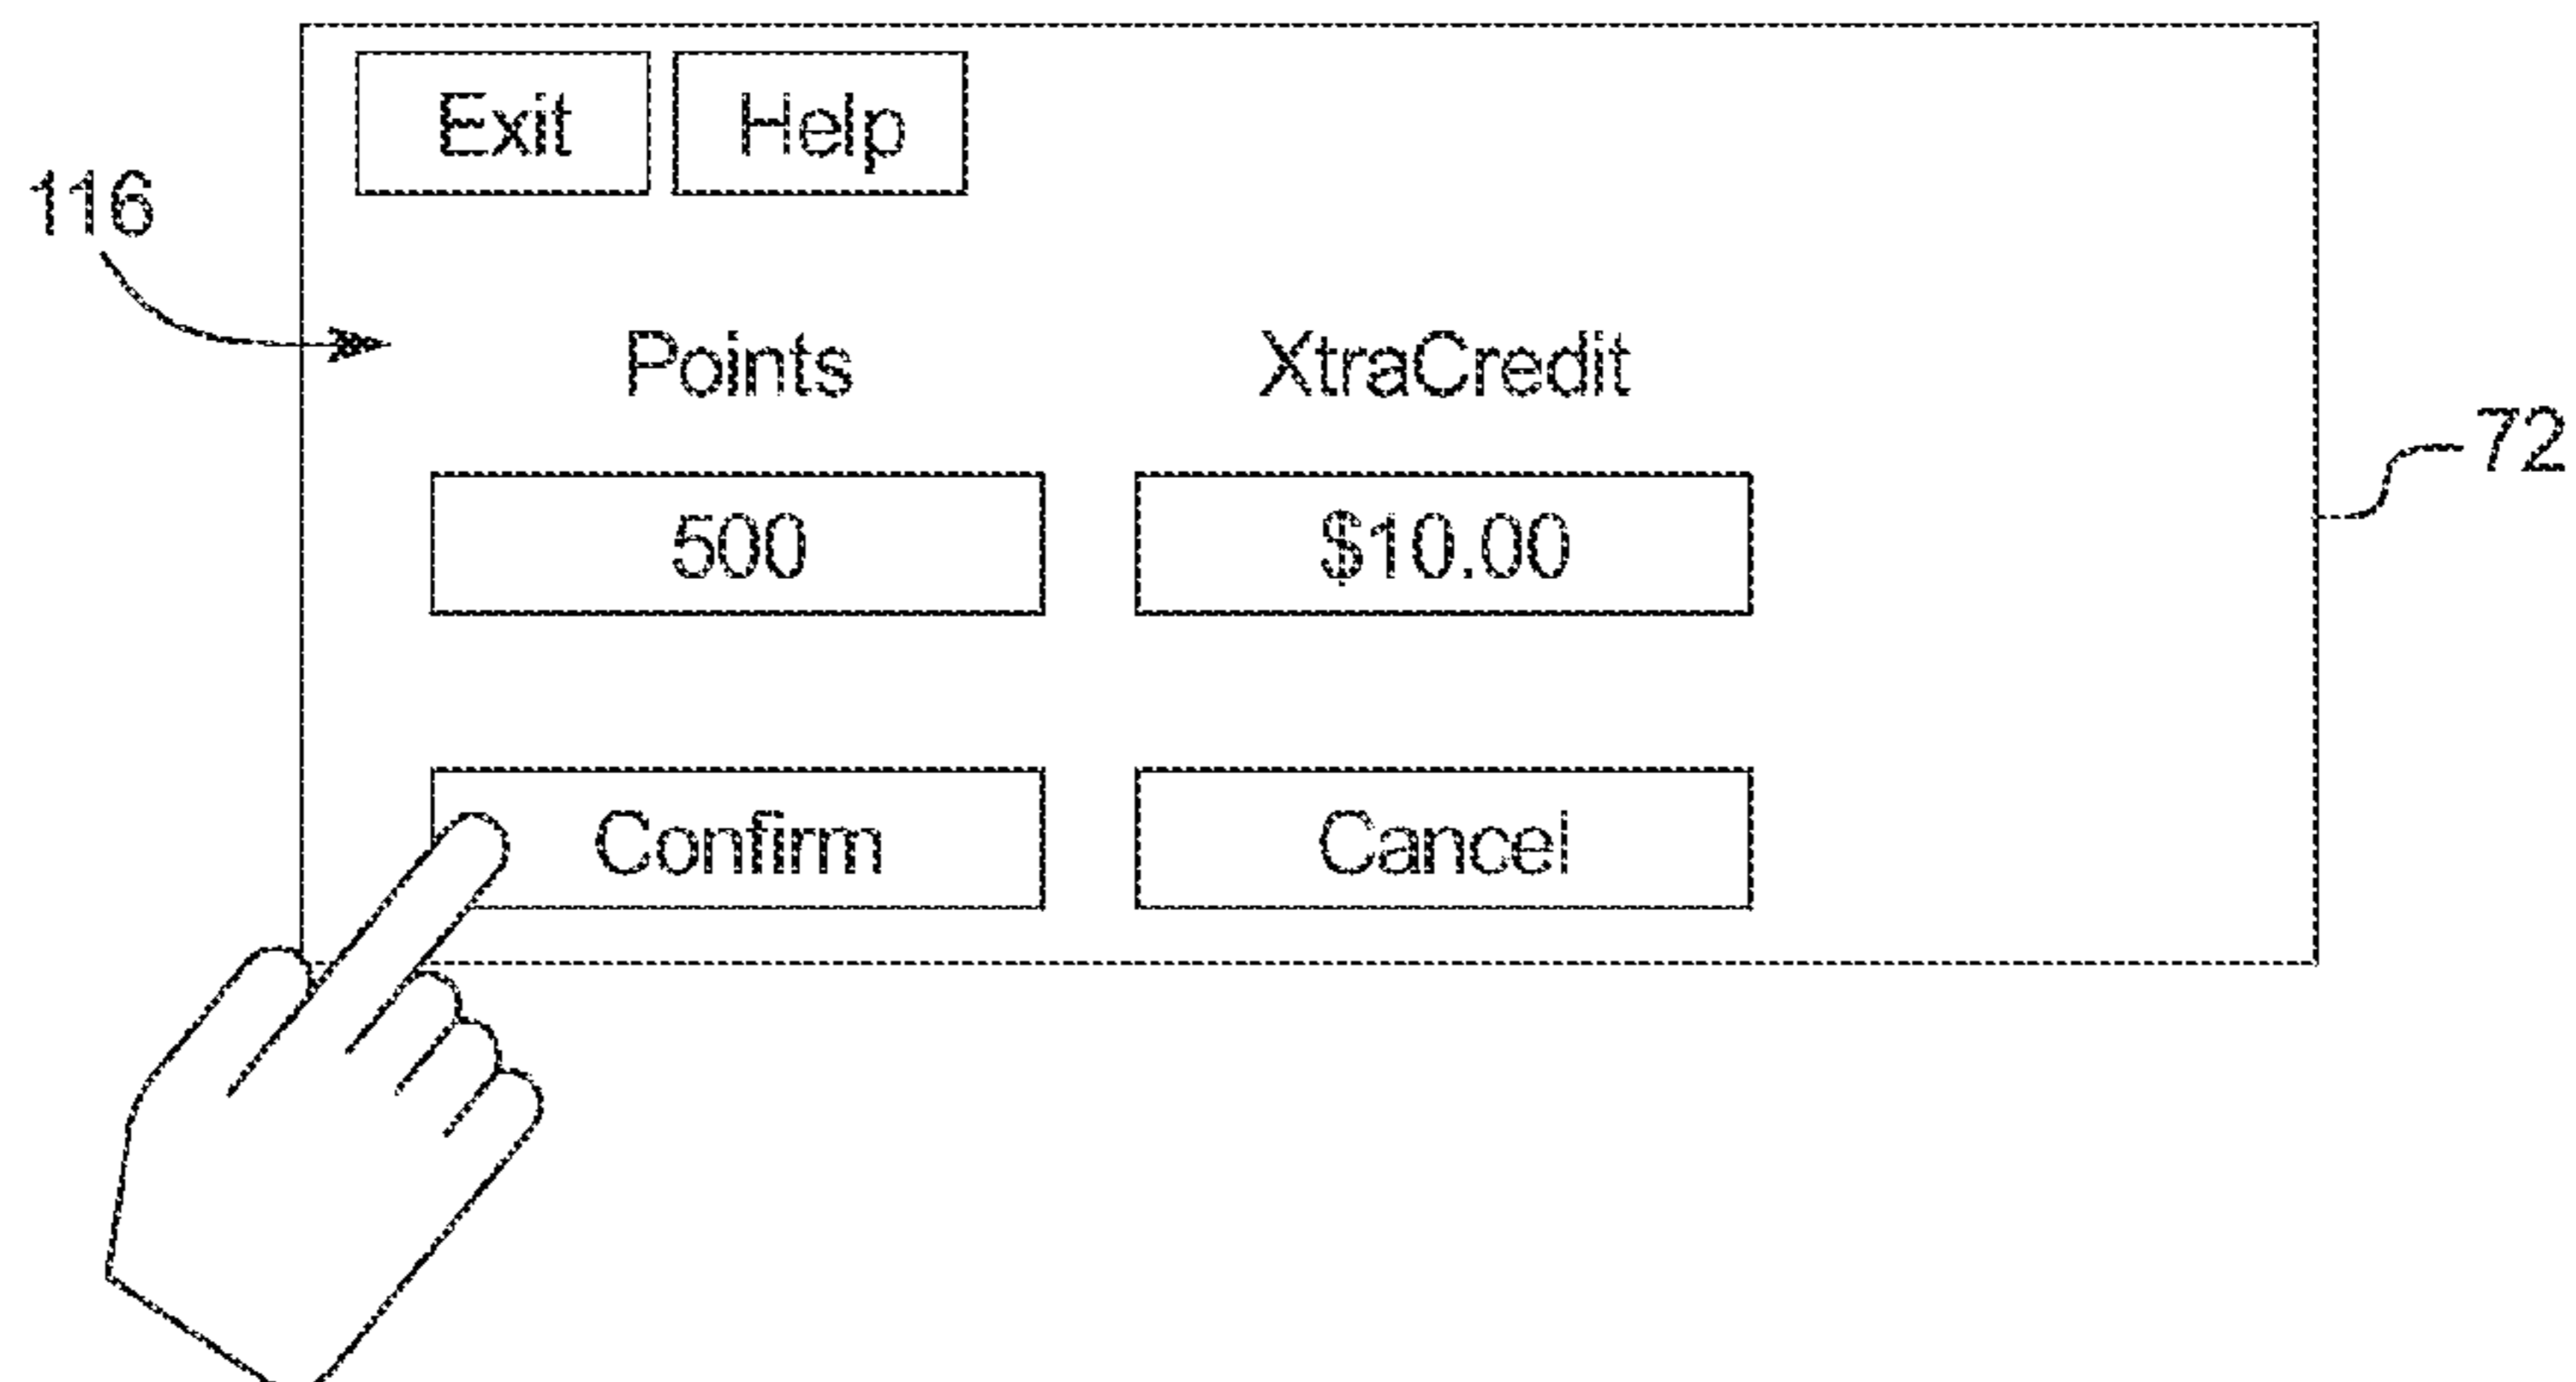 Exit Help
116
Points XtraCredit
72
500 $10.00
Confirm Cancel